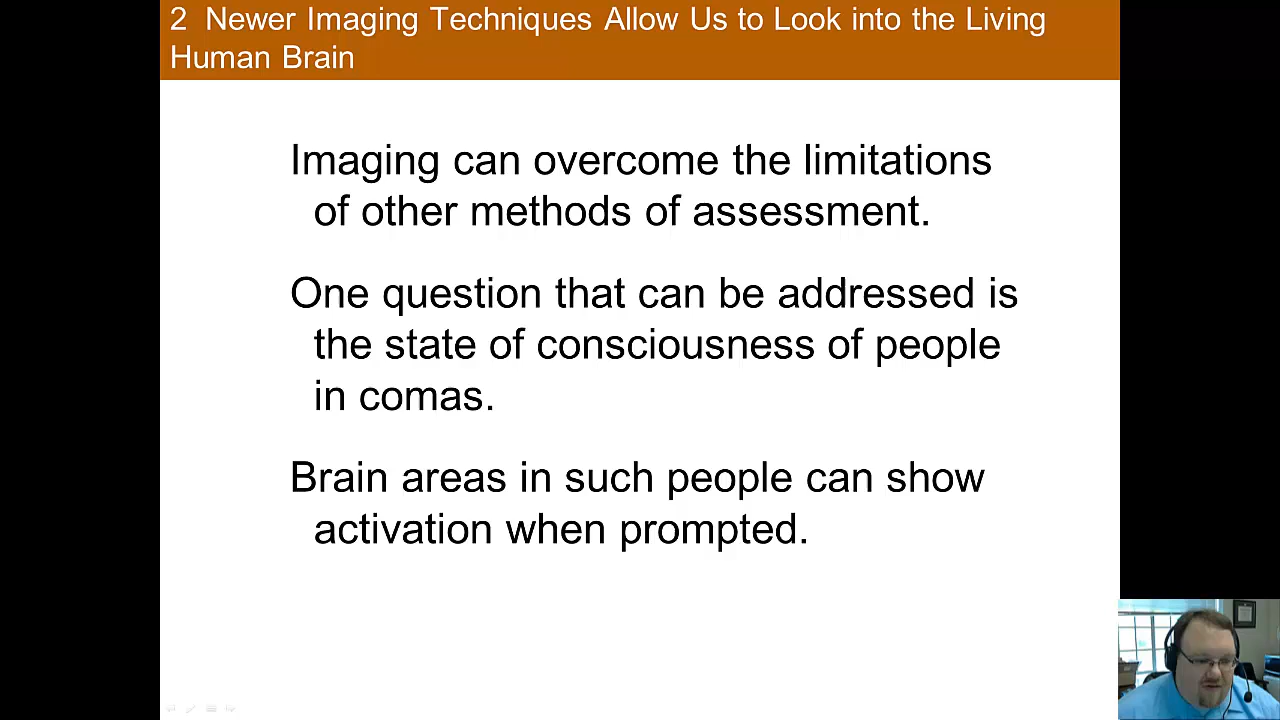 2 Newer Imaging Techniques Allow Us to Look into the Living
Human Brain
Imaging can overcome the limitations
of other methods of assessment.
One question that can be addressed is
the state of consciousness of people
in comas.
Brain areas in such people can show
activation when prompted.